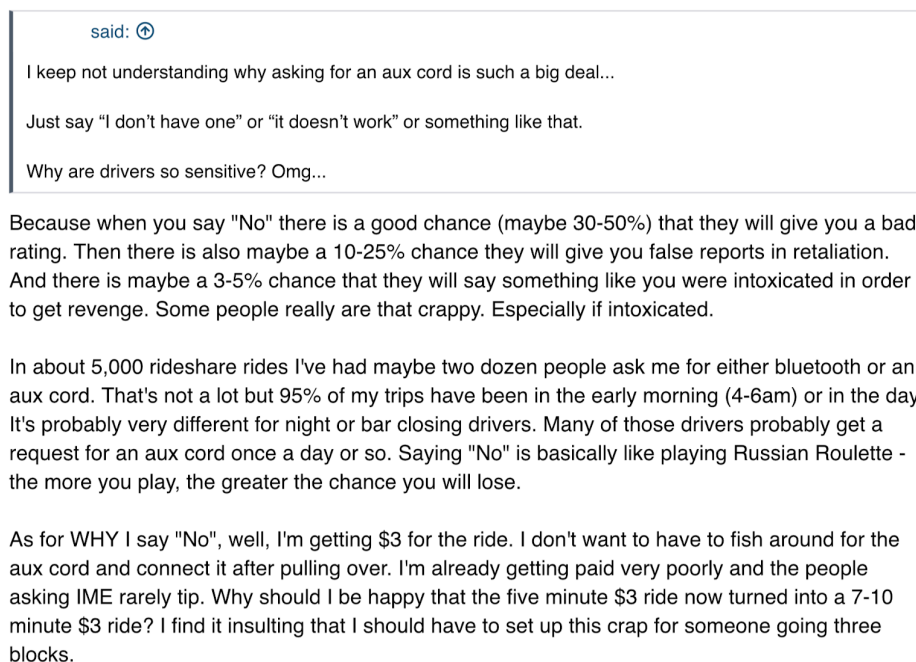 said:
I keep not understanding why asking for an aux cord is such a big deal...
Just say “I don’t have one” or “it doesn’t work” or something like that.
Why are drivers so sensitive? Omg...
Because when you say "No" there is a good chance (maybe 30-50%) that they will give you a bad
rating. Then there is also maybe a 10-25% chance they will give you false reports in retaliation.
And there is maybe a 3-5% chance that they will say something like you were intoxicated in order
to get revenge. Some people really are that crappy. Especially if intoxicated.
In about 5,000 rideshare rides I've had maybe two dozen people ask me for either bluetooth or an
aux cord. That's not a lot but 95% of my trips have been in the early morning (4-6am) or in the day
It's probably very different for night or bar closing drivers. Many of those drivers probably get a
request for an aux cord once a day or so. Saying "No" is basically like playing Russian Roulette -
the more you play, the greater the chance you will lose.
As for WHY I say "No", well, I'm getting $3 for the ride. I don't want to have to fish around for the
aux cord and connect it after pulling over. I'm already getting paid very poorly and the people
asking IME rarely tip. Why should I be happy that the five minute $3 ride now turned into a 7-10
minute $3 ride? I find it insulting that I should have to set up this crap for someone going three
blocks.